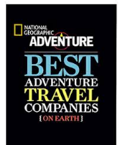 NATIONAL
GEOGRAPHIC
ADVENTURE
BEST
ADVENTURE
TRAVEL
COMPANIES
[ON EARTH]